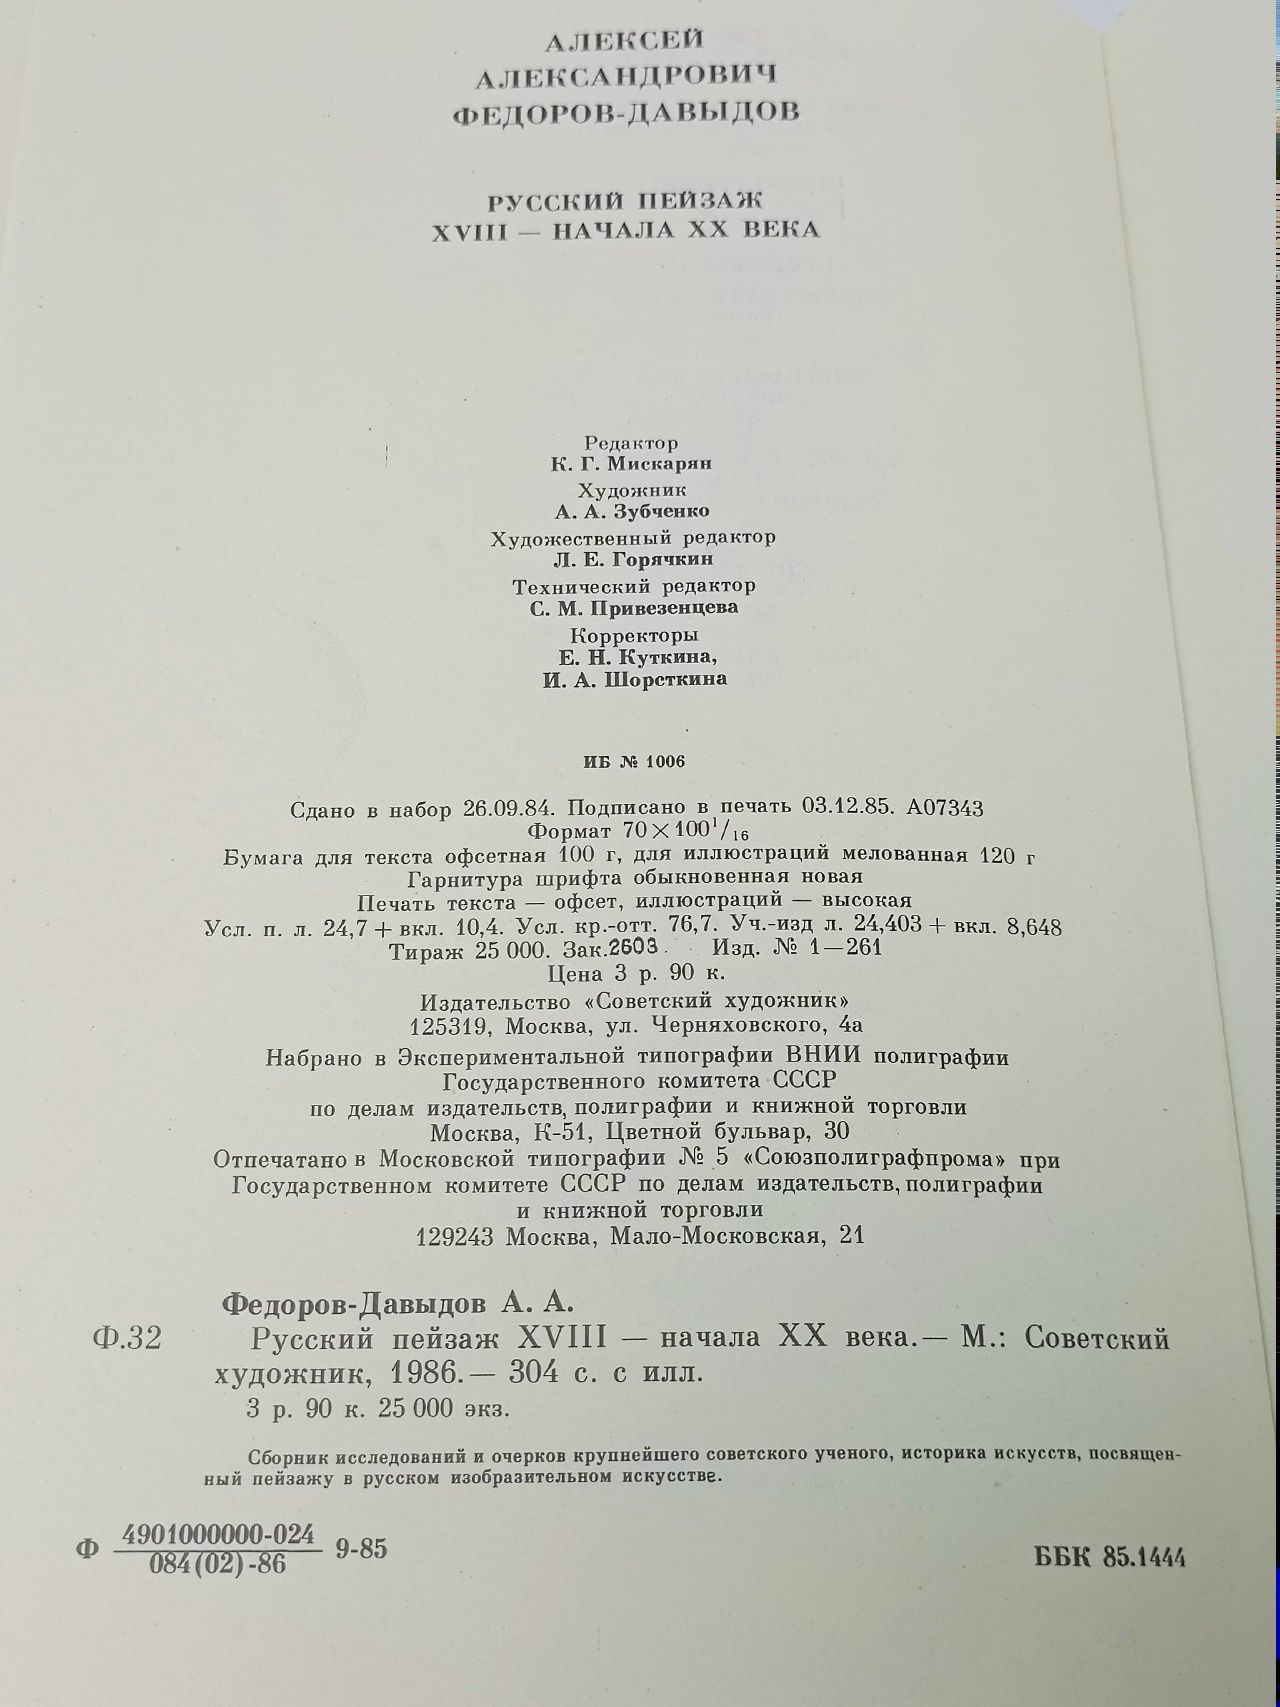 АЛЕКСЕЙ
АЛЕКСАНДРОВИЧ
ФЕДОРОВ-ДАВЫДОВ
РУССКИЙ ПЕЙЗАЖ
XVIII — НАЧАЛА XX ВЕКА
Редактор
К. Г. Мискарян
Художник
А. А. Зубченко
Художественный редактор
Л. Е. Горячкин
Технический редактор
С. М. Привезенцева
Корректоры
Е. Н. Куткина,
И. А. Шорсткина
ИБ № 1006
Сдано в набор 26.09.84. Подписано в печать 03.12.85. А07343
Формат 70×100¹/₁₆
Бумага для текста офсетная 100 г, для иллюстраций мелованная 120 г
Гарнитура шрифта обыкновенная новая
Печать текста — офсет, иллюстраций — высокая
Усл. п. л. 24,7 + вкл. 10,4. Усл. кр.-отт. 76,7. Уч.-изд л. 24,403 + вкл. 8,648
Тираж 25 000. Зак.2603. Изд. № 1—261
Цена 3 р. 90 к.
Издательство «Советский художник»
125319, Москва, ул. Черняховского, 4а
Набрано в Экспериментальной типографии ВНИИ полиграфии
Государственного комитета СССР
по делам издательств, полиграфии и книжной торговли
Москва, К-51, Цветной бульвар, 30
Отпечатано в Московской типографии № 5 «Союзполиграфпрома» при
Государственном комитете СССР по делам издательств, полиграфии
и книжной торговли
129243 Москва, Мало-Московская, 21
Федоров-Давыдов А. А.
Ф.32 Русский пейзаж XVIII — начала XX века.— М.: Советский
художник, 1986.— 304 с. с илл.
3 р. 90 к. 25 000 экз.
Сборник исследований и очерков крупнейшего советского ученого, историка искусств, посвящен-
ный пейзажу в русском изобразительном искусстве.
Ф 4901000000-024 9-85
084(02)-86
ББК 85.1444